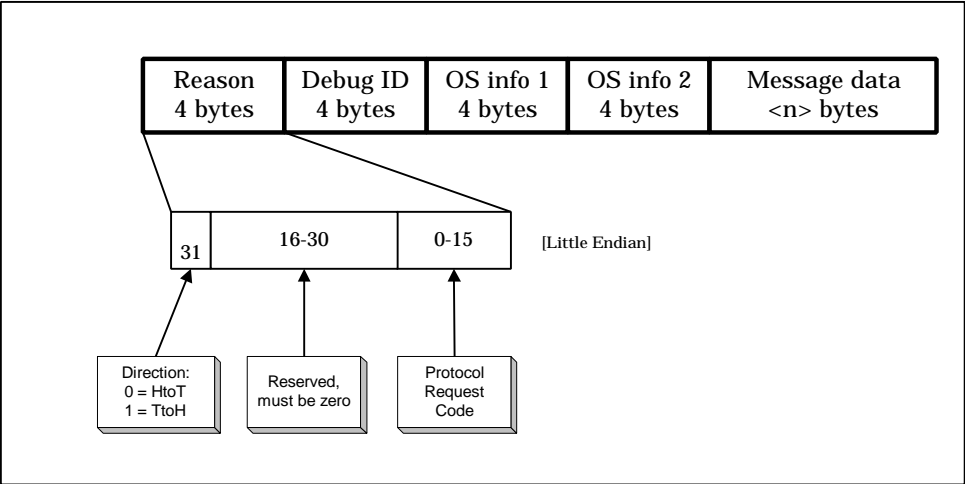 Reason
4 bytes
Debug ID
4 bytes
OS info 1
4 bytes
OS info 2
4 bytes
Message data
<n> bytes
31
16-30
0-15
[Little Endian]
Direction:
0 = HtoT
1 = TtoH
Reserved,
must be zero
Protocol
Request
Code